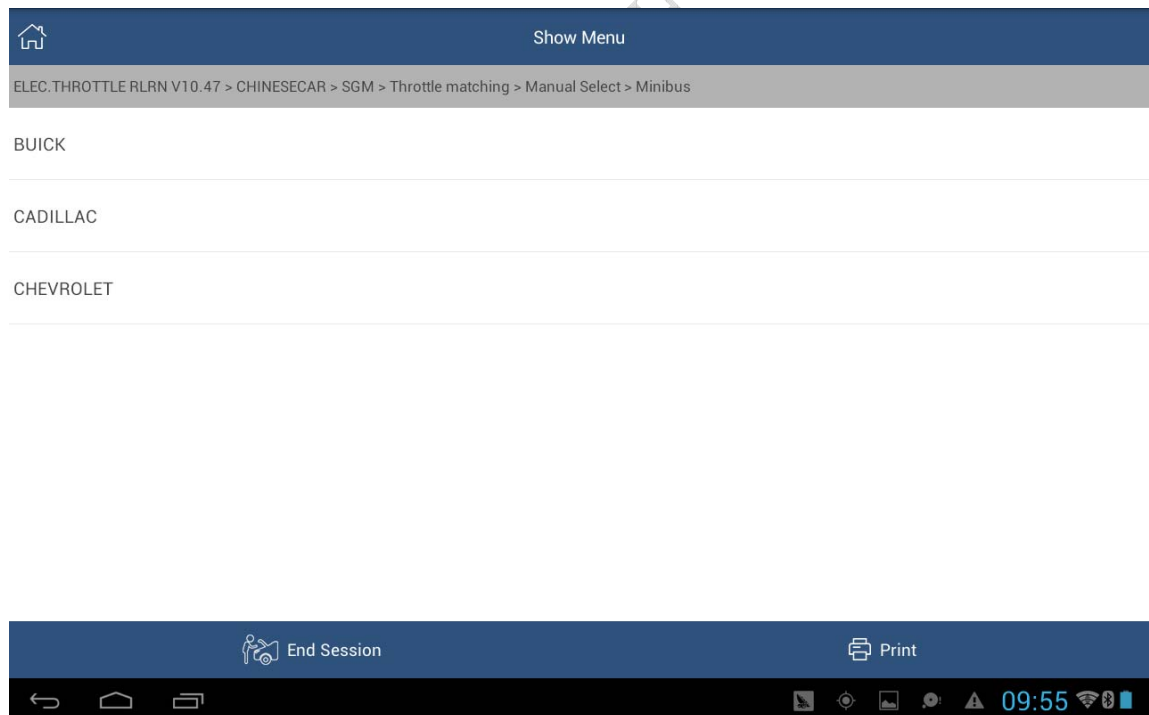 Show Menu
ELEC.THROTTLE RLRN V10.47 > CHINESECAR > SGM > Throttle matching > Manual Select > Minibus
BUICK
CADILLAC
CHEVROLET
End Session
Print
09:55